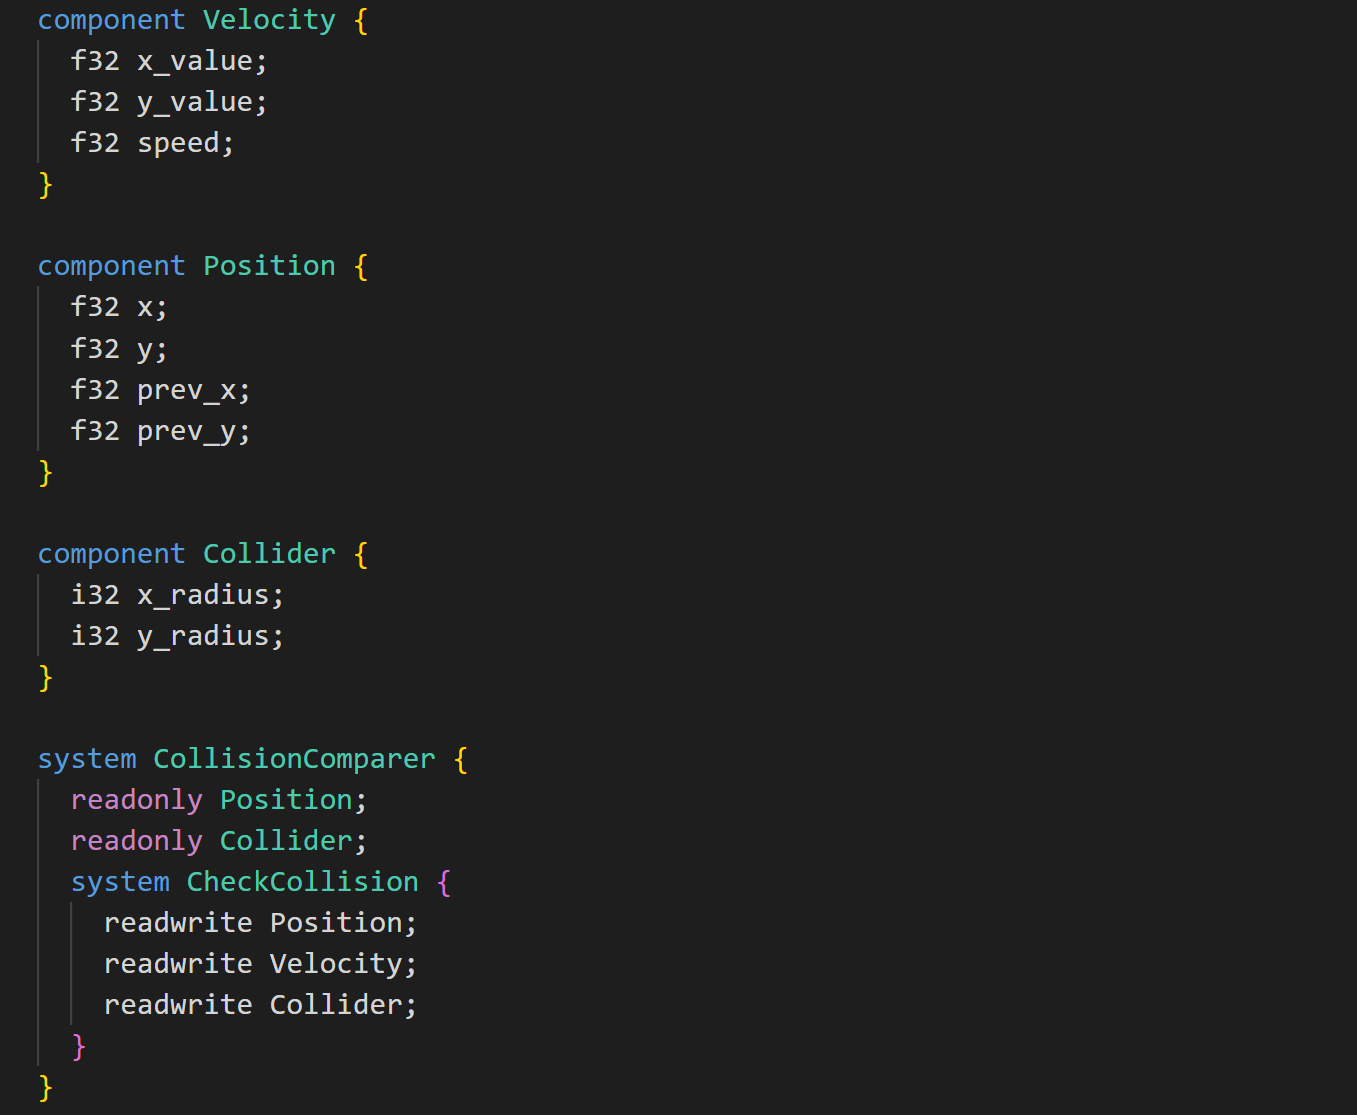 component Velocity {
  f32 x_value;
  f32 y_value;
  f32 speed;
}

component Position {
  f32 x;
  f32 y;
  f32 prev_x;
  f32 prev_y;
}

component Collider {
  i32 x_radius;
  i32 y_radius;
}

system CollisionComparer {
  readonly Position;
  readonly Collider;
  system CheckCollision {
    readwrite Position;
    readwrite Velocity;
    readwrite Collider;
  }
}